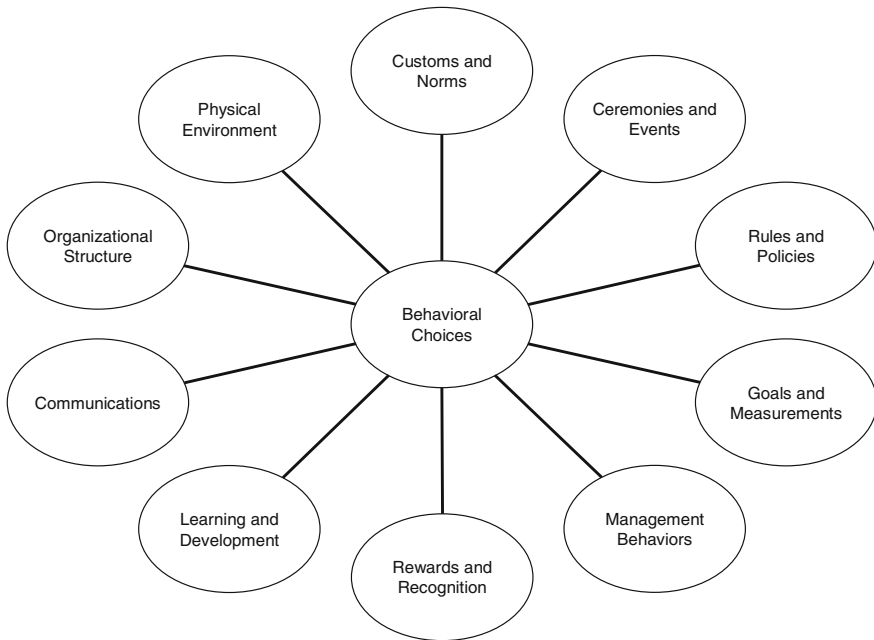 Customs and
Norms
Ceremonies and
Events
Physical
Environment
Rules and
Policies
Organizational
Structure
Behavioral
Choices
Goals and
Measurements
Communications
Management
Behaviors
Learning and
Development
Rewards and
Recognition